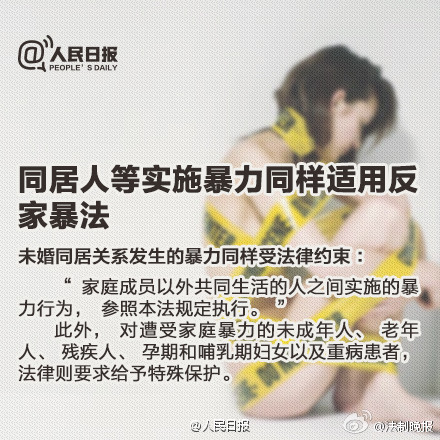 @人民日报
PEOPLE'S DAILY
同居人等实施暴力同样适用反
家暴法
未婚同居关系发生的暴力同样受法律约束：
“ 家庭成员以外共同生活的人之间实施的暴
力行为， 参照本法规定执行。 ”
此外， 对遭受家庭暴力的未成年人、 老年
人、 残疾人、 孕期和哺乳期妇女以及重病患者，
法律则要求给予特殊保护。
@人民日报
@法制晚报